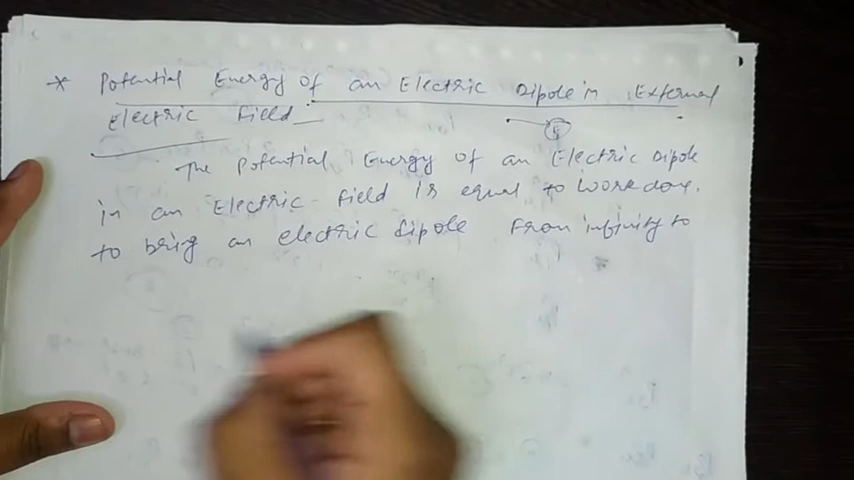 * Potential Energy of an Electric Dipole in External
Electric Field
The Potential Energy of an Electric Dipole
in an Electric field is equal to work done.
to bring an electric dipole from infinity to